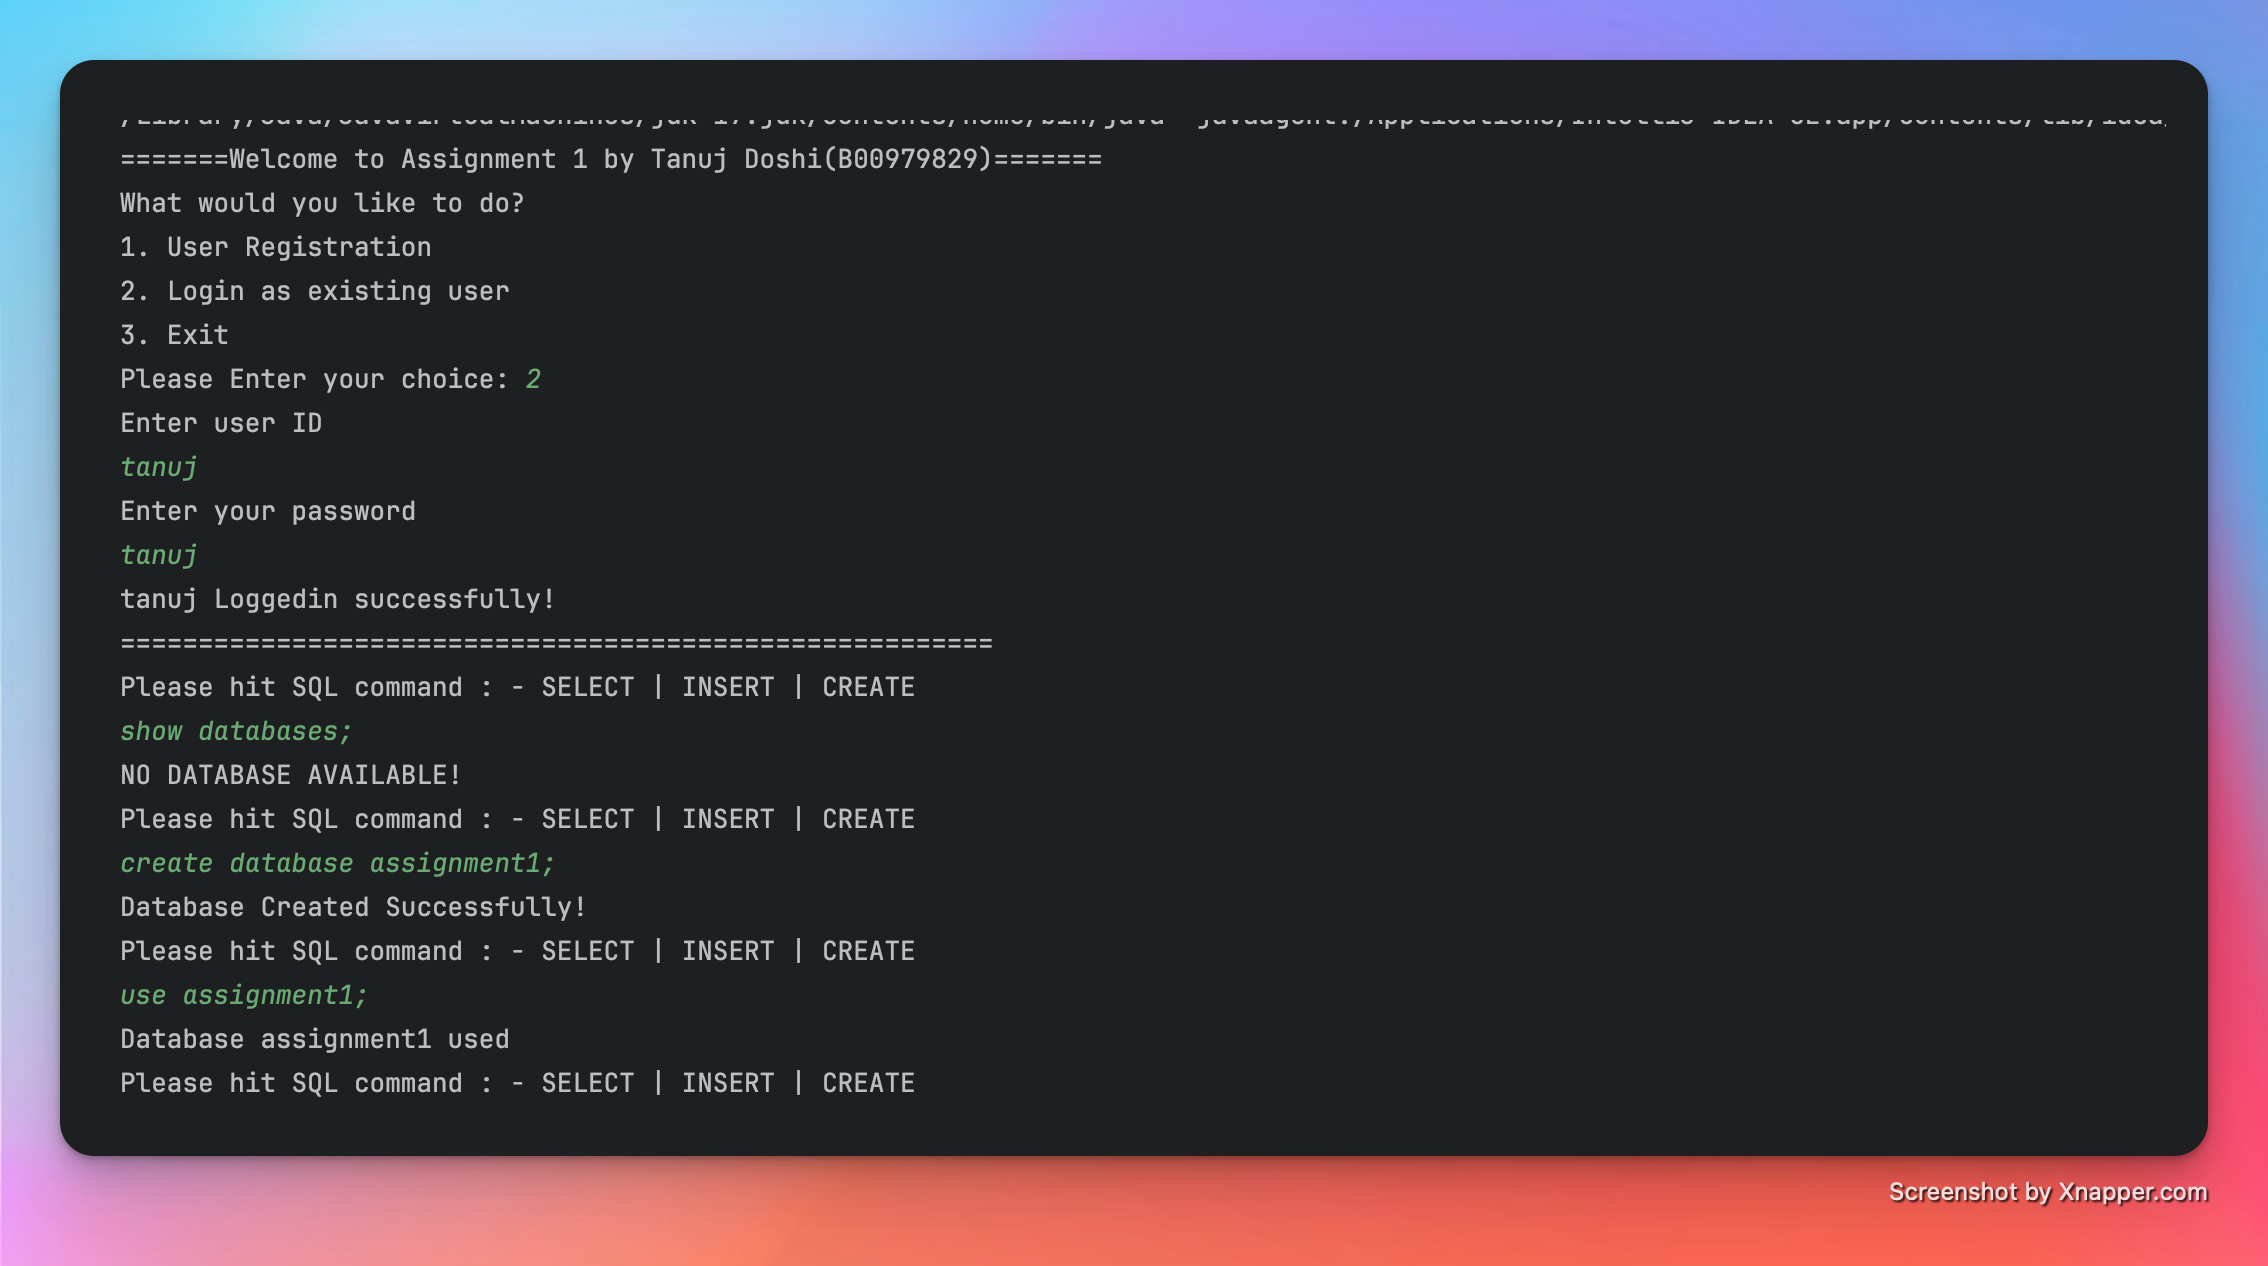 =======Welcome to Assignment 1 by Tanuj Doshi(B00979829)=======
What would you like to do?
1. User Registration
2. Login as existing user
3. Exit
Please Enter your choice: 2
Enter user ID
tanuj
Enter your password
tanuj
tanuj Loggedin successfully!
========================================================
Please hit SQL command : - SELECT | INSERT | CREATE
show databases;
NO DATABASE AVAILABLE!
Please hit SQL command : - SELECT | INSERT | CREATE
create database assignment1;
Database Created Successfully!
Please hit SQL command : - SELECT | INSERT | CREATE
use assignment1;
Database assignment1 used
Please hit SQL command : - SELECT | INSERT | CREATE
Screenshot by Xnapper.com